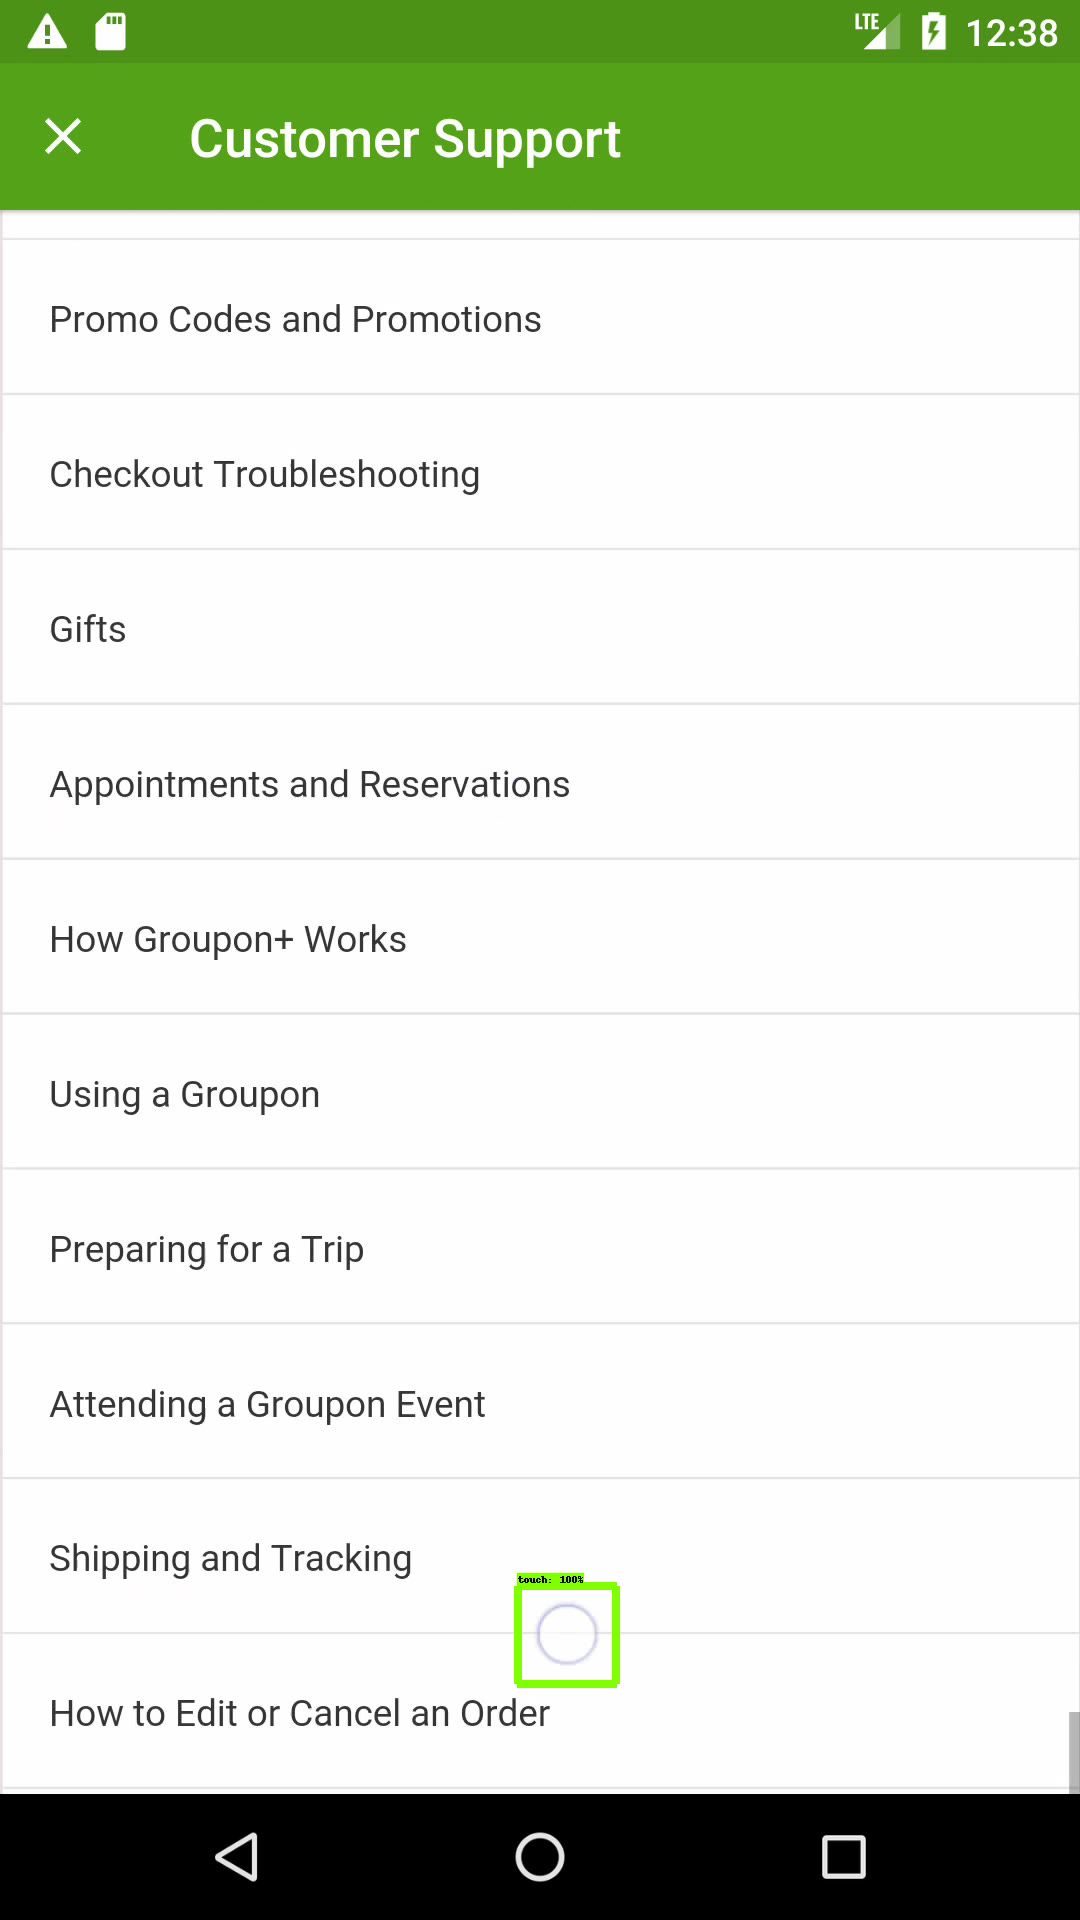 LTE 12:38
Customer Support
Promo Codes and Promotions
Checkout Troubleshooting
Gifts
Appointments and Reservations
How Groupon+ Works
Using a Groupon
Preparing for a Trip
Attending a Groupon Event
Shipping and Tracking
touch: 100%
How to Edit or Cancel an Order